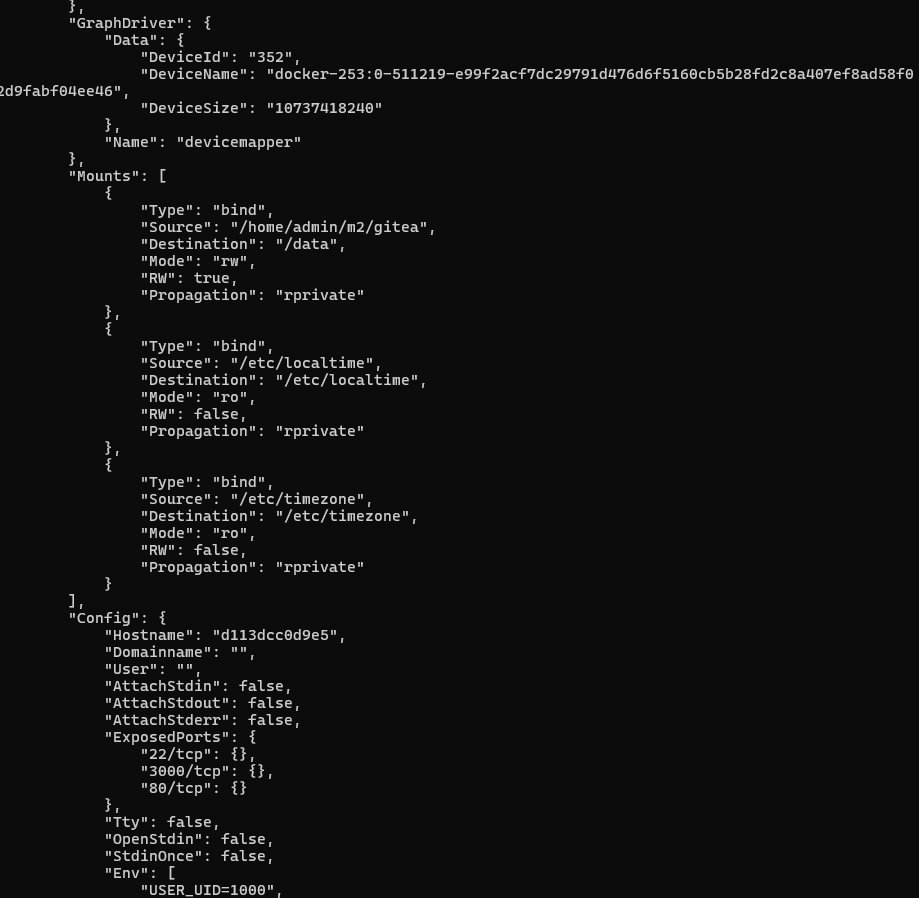 },
"GraphDriver": {
"Data": {
"DeviceId": "352",
"DeviceName": "docker-253:0-511219-e99f2acf7dc29791d476d6f5160cb5b28fd2c8a407ef8ad58f0
2d9fabf04ee46",
"DeviceSize": "10737418240"
},
"Name": "devicemapper"
},
"Mounts": [
{
"Type": "bind",
"Source": "/home/admin/m2/gitea",
"Destination": "/data",
"Mode": "rw",
"RW": true,
"Propagation": "rprivate"
},
{
"Type": "bind",
"Source": "/etc/localtime",
"Destination": "/etc/localtime",
"Mode": "ro",
"RW": false,
"Propagation": "rprivate"
},
{
"Type": "bind",
"Source": "/etc/timezone",
"Destination": "/etc/timezone",
"Mode": "ro",
"RW": false,
"Propagation": "rprivate"
}
],
"Config": {
"Hostname": "d113dcc0d9e5",
"Domainname": "",
"User": "",
"AttachStdin": false,
"AttachStdout": false,
"AttachStderr": false,
"ExposedPorts": {
"22/tcp": {},
"3000/tcp": {},
"80/tcp": {}
},
"Tty": false,
"OpenStdin": false,
"StdinOnce": false,
"Env": [
"USER_UID=1000",